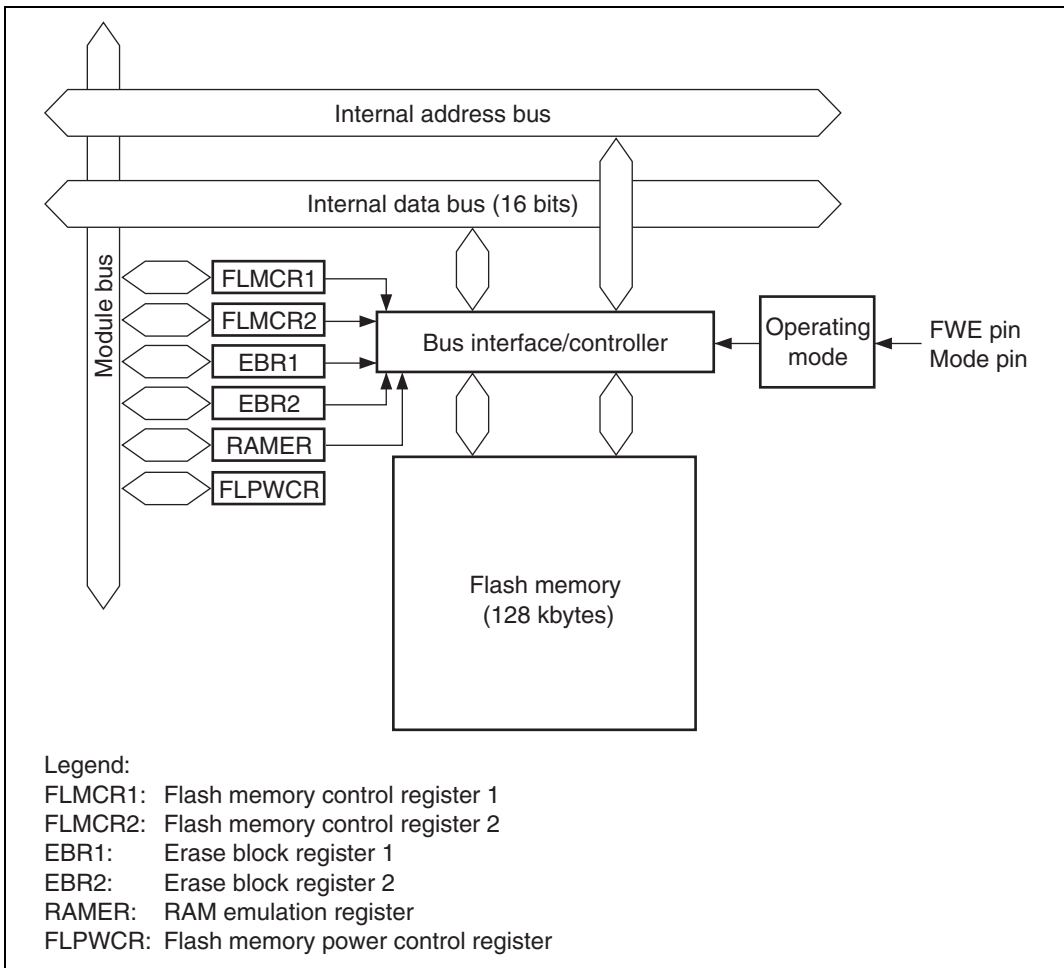 Internal address bus
Internal data bus (16 bits)
Module bus
FLMCR1
FLMCR2
EBR1
EBR2
RAMER
FLPWCR
Bus interface/controller
Operating
mode
FWE pin
Mode pin
Flash memory
(128 kbytes)
Legend:
FLMCR1: Flash memory control register 1
FLMCR2: Flash memory control register 2
EBR1: Erase block register 1
EBR2: Erase block register 2
RAMER: RAM emulation register
FLPWCR: Flash memory power control register